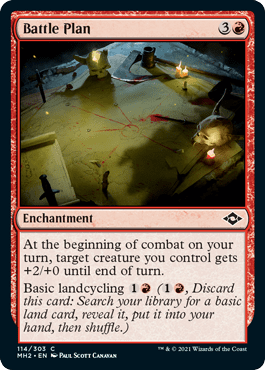 Battle Plan 3
Enchantment
At the beginning of combat on your
turn, target creature you control gets
+2/+0 until end of turn.
Basic landcycling 1 (1, Discard
this card: Search your library for a basic
land card, reveal it, put it into your
hand, then shuffle.)
114/303 C
MH2 • EN Paul Scott Canavan ™ & © 2021 Wizards of the Coast